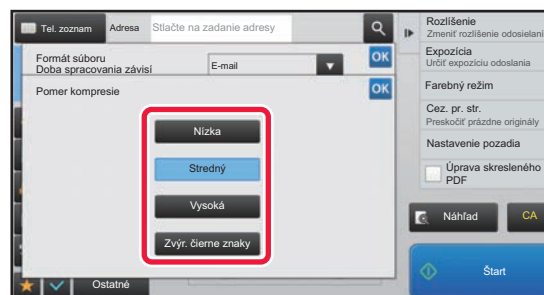 Tel. zoznam
Adresa
Stlačte na zadanie adresy
Formát súboru
Doba spracovania závisí
E-mail
OK
Pomer kompresie
OK
Nízka
Stredný
Vysoká
Zvýr. čierne znaky
Ostatné
Rozlíšenie
Zmeniť rozlíšenie odosielani
Expozícia
Určiť expozíciu odoslania
Farebný režim
Cez. pr. str.
Preskočiť prázdne originály
Nastavenie pozadia
Úprava skresleného
PDF
Náhľad
CA
Štart